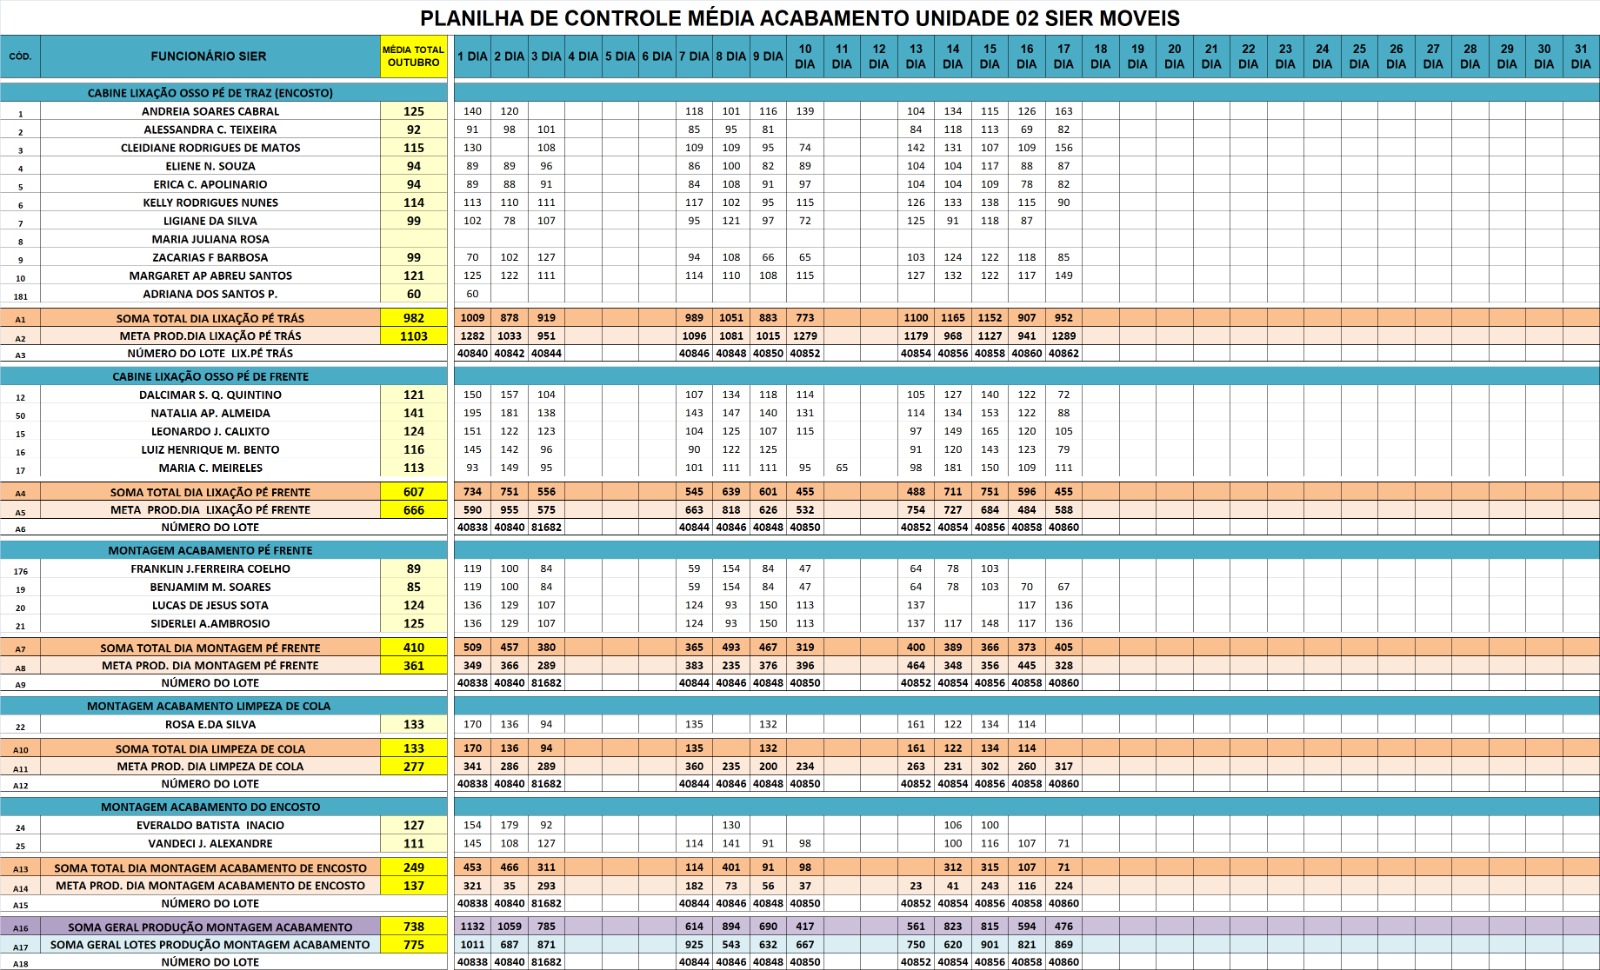 PLANILHA DE CONTROLE MÉDIA ACABAMENTO UNIDADE 02 SIER MOVEIS
CÓD. FUNCIONÁRIO SIER MÉDIA TOTAL OUTUBRO 1 DIA 2 DIA 3 DIA 4 DIA 5 DIA 6 DIA 7 DIA 8 DIA 9 DIA 10 DIA 11 DIA 12 DIA 13 DIA 14 DIA 15 DIA 16 DIA 17 DIA 18 DIA 19 DIA 20 DIA 21 DIA 22 DIA 23 DIA 24 DIA 25 DIA 26 DIA 27 DIA 28 DIA 29 DIA 30 DIA 31 DIA
CABINE LIXAÇÃO OSSO PÉ DE TRAZ (ENCOSTO)
1 ANDREIA SOARES CABRAL 125 140 120 118 101 116 139 104 134 115 126 163
2 ALESSANDRA C. TEIXEIRA 92 91 98 101 85 95 81 84 118 113 69 82
3 CLEIDIANE RODRIGUES DE MATOS 115 130 108 109 109 95 74 142 131 107 109 156
4 ELIENE N. SOUZA 94 89 89 96 86 100 82 89 104 104 117 88 87
5 ERICA C. APOLINARIO 94 89 88 91 84 108 91 97 104 104 109 78 82
6 KELLY RODRIGUES NUNES 114 113 110 111 117 102 95 115 126 133 138 115 90
7 LIGIANE DA SILVA 99 102 78 107 95 121 97 72 125 91 118 87
8 MARIA JULIANA ROSA
9 ZACARIAS F BARBOSA 99 70 102 127 94 108 66 65 103 124 122 118 85
10 MARGARET AP ABREU SANTOS 121 125 122 111 114 110 108 115 127 132 122 117 149
181 ADRIANA DOS SANTOS P. 60 60
A1 SOMA TOTAL DIA LIXAÇÃO PÉ TRÁS 982 1009 878 919 989 1051 883 773 1100 1165 1152 907 952
A2 META PROD.DIA LIXAÇÃO PÉ TRÁS 1103 1282 1033 951 1096 1081 1015 1279 1179 968 1127 941 1289
A3 NÚMERO DO LOTE LIX.PÉ TRÁS 40840 40842 40844 40846 40848 40850 40852 40854 40856 40858 40860 40862
CABINE LIXAÇÃO OSSO PÉ DE FRENTE
12 DALCIMAR S. Q. QUINTINO 121 150 157 104 107 134 118 114 105 127 140 122 72
50 NATALIA AP. ALMEIDA 141 195 181 138 143 147 140 131 114 134 153 122 88
15 LEONARDO J. CALIXTO 124 151 122 123 104 125 107 115 97 149 165 120 105
16 LUIZ HENRIQUE M. BENTO 116 145 142 96 90 122 125 91 120 143 123 79
17 MARIA C. MEIRELES 113 93 149 95 101 111 111 95 65 98 181 150 109 111
A4 SOMA TOTAL DIA LIXAÇÃO PÉ FRENTE 607 734 751 556 545 639 601 455 488 711 751 596 455
A5 META PROD.DIA LIXAÇÃO PÉ FRENTE 666 590 955 575 663 818 626 532 754 727 684 484 588
A6 NÚMERO DO LOTE 40838 40840 81682 40844 40846 40848 40850 40852 40854 40856 40858 40860
MONTAGEM ACABAMENTO PÉ FRENTE
176 FRANKLIN J.FERREIRA COELHO 89 119 100 84 59 154 84 47 64 78 103
19 BENJAMIM M. SOARES 85 119 100 84 59 154 84 47 64 78 103 70 67
20 LUCAS DE JESUS SOTA 124 136 129 107 124 93 150 113 137 117 136
21 SIDERLEI A.AMBROSIO 125 136 129 107 124 93 150 113 137 117 148 117 136
A7 SOMA TOTAL DIA MONTAGEM PÉ FRENTE 410 509 457 380 365 493 467 319 400 389 366 373 405
A8 META PROD. DIA MONTAGEM PÉ FRENTE 361 349 366 289 383 235 376 396 464 348 356 445 328
A9 NÚMERO DO LOTE 40838 40840 81682 40844 40846 40848 40850 40852 40854 40856 40858 40860
MONTAGEM ACABAMENTO LIMPEZA DE COLA
22 ROSA E.DA SILVA 133 170 136 94 135 132 161 122 134 114
A10 SOMA TOTAL DIA LIMPEZA DE COLA 133 170 136 94 135 132 161 122 134 114
A11 META PROD. DIA LIMPEZA DE COLA 277 341 286 289 360 235 200 234 263 231 302 260 317
A12 NÚMERO DO LOTE 40838 40840 81682 40844 40846 40848 40850 40852 40854 40856 40858 40860
MONTAGEM ACABAMENTO DO ENCOSTO
24 EVERALDO BATISTA INACIO 127 154 179 92 130 106 100
25 VANDECI J. ALEXANDRE 111 145 108 127 114 141 91 98 100 116 107 71
A13 SOMA TOTAL DIA MONTAGEM ACABAMENTO DE ENCOSTO 249 453 466 311 114 401 91 98 312 315 107 71
A14 META PROD. DIA MONTAGEM ACABAMENTO DE ENCOSTO 137 321 35 293 182 73 56 37 23 41 243 116 224
A15 NÚMERO DO LOTE 40838 40840 81682 40844 40846 40848 40850 40852 40854 40856 40858 40860
A16 SOMA GERAL PRODUÇÃO MONTAGEM ACABAMENTO 738 1132 1059 785 614 894 690 417 561 823 815 594 476
A17 SOMA GERAL LOTES PRODUÇÃO MONTAGEM ACABAMENTO 775 1011 687 871 925 543 632 667 750 620 901 821 869
A18 NÚMERO DO LOTE 40838 40840 81682 40844 40846 40848 40850 40852 40854 40856 40858 40860